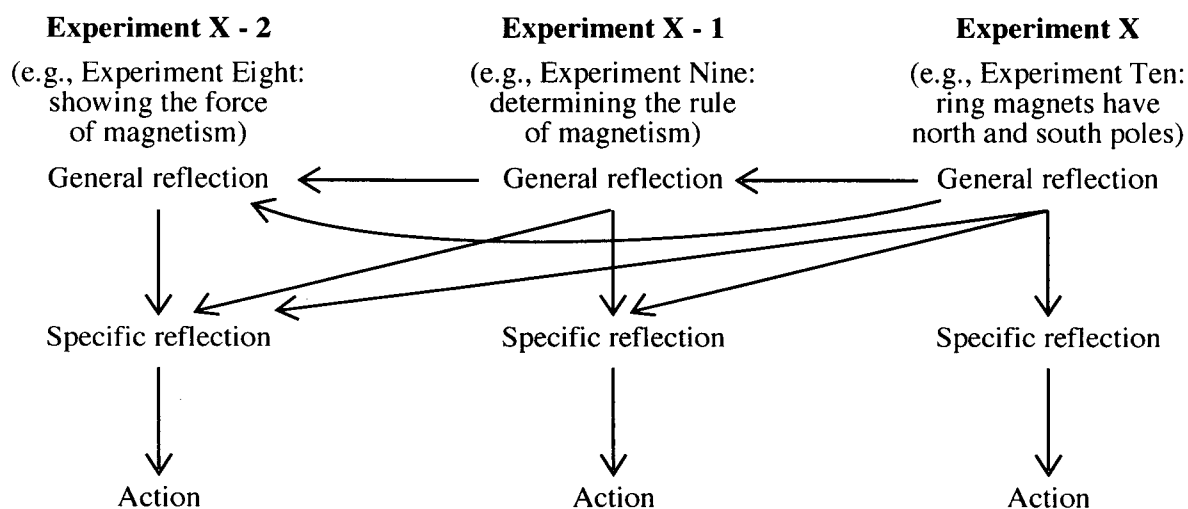 Experiment X - 2
(e.g., Experiment Eight:
showing the force
of magnetism)
Experiment X - 1
(e.g., Experiment Nine:
determining the rule
of magnetism)
Experiment X
(e.g., Experiment Ten:
ring magnets have
north and south poles)
General reflection
General reflection
General reflection
Specific reflection
Specific reflection
Specific reflection
Action
Action
Action